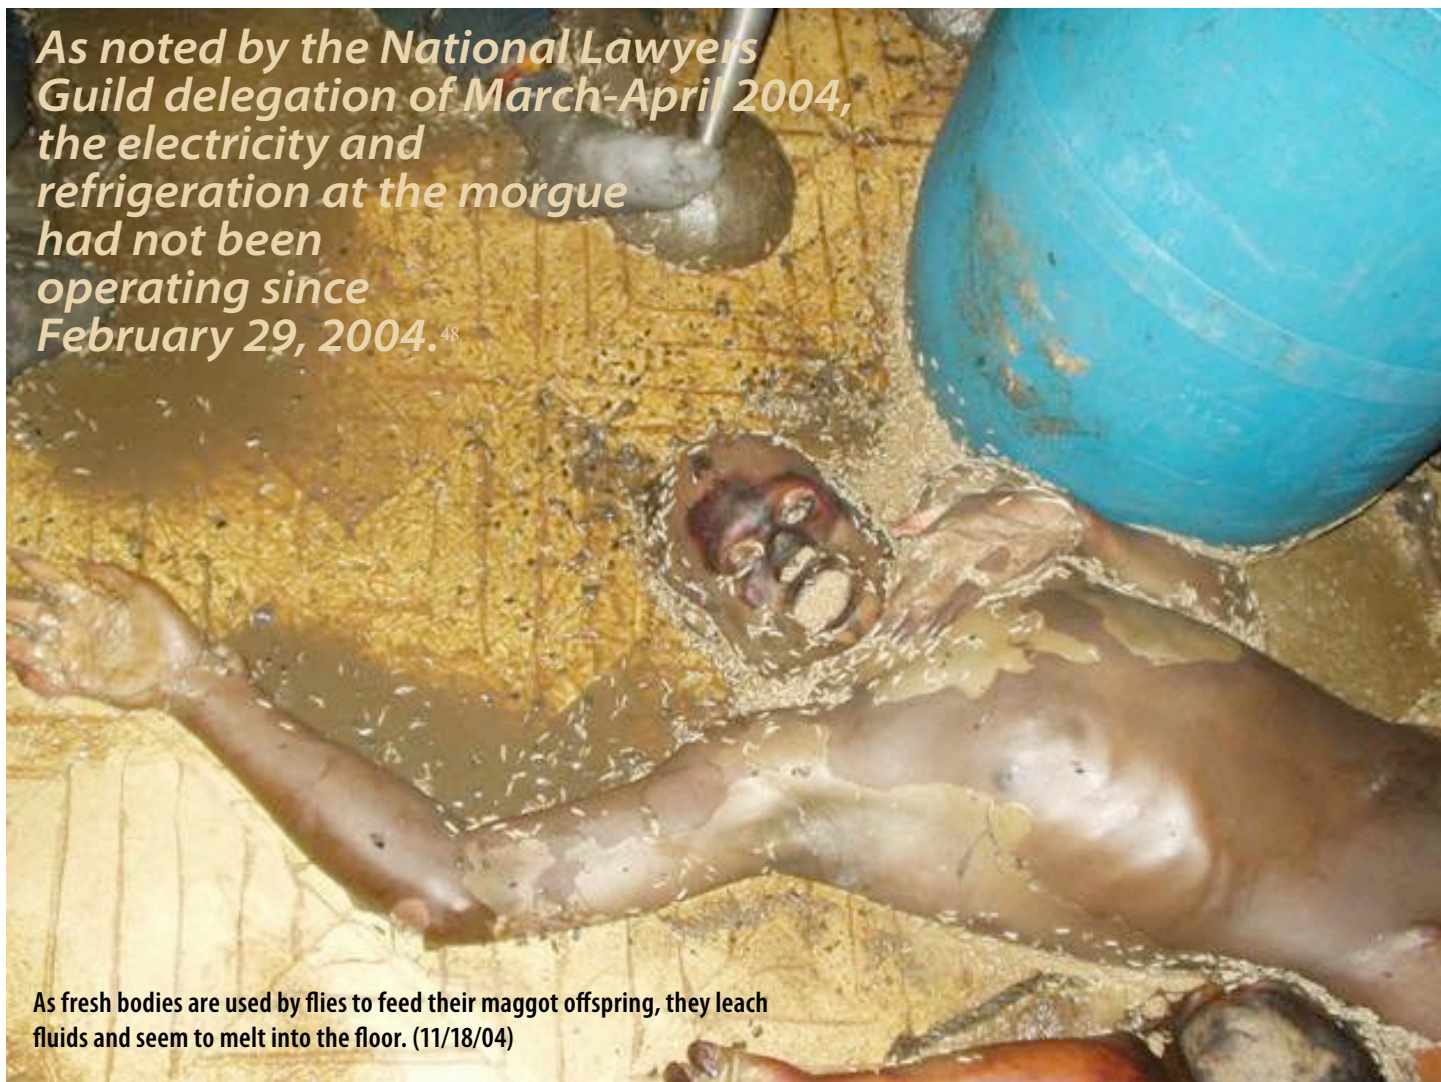 As noted by the National Lawyers
Guild delegation of March-April 2004,
the electricity and
refrigeration at the morgue
had not been
operating since
February 29, 2004.48
As fresh bodies are used by flies to feed their maggot offspring, they leach
fluids and seem to melt into the floor. (11/18/04)